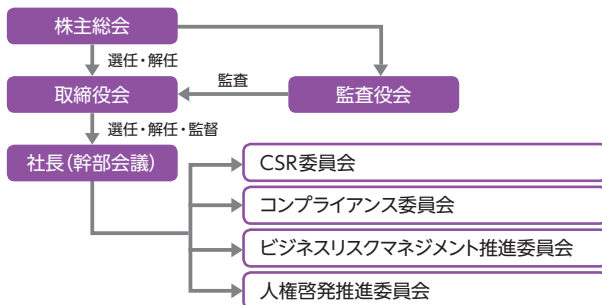 株主総会
選任・解任
監査
取締役会
監査役会
選任・解任・監督
社長(幹部会議)
CSR委員会
コンプライアンス委員会
ビジネスリスクマネジメント推進委員会
人権啓発推進委員会